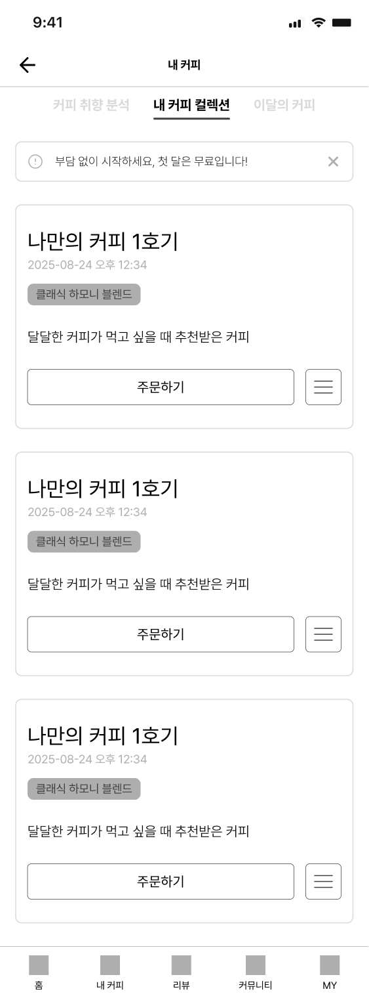 9:41
내 커피
커피 취향 분석 내 커피 컬렉션 이달의 커피
부담 없이 시작하세요, 첫 달은 무료입니다!
나만의 커피 1호기
2025-08-24 오후 12:34
클래식 하모니 블렌드
달달한 커피가 먹고 싶을 때 추천받은 커피
주문하기
나만의 커피 1호기
2025-08-24 오후 12:34
클래식 하모니 블렌드
달달한 커피가 먹고 싶을 때 추천받은 커피
주문하기
나만의 커피 1호기
2025-08-24 오후 12:34
클래식 하모니 블렌드
달달한 커피가 먹고 싶을 때 추천받은 커피
주문하기
홈 내 커피 리뷰 커뮤니티 MY